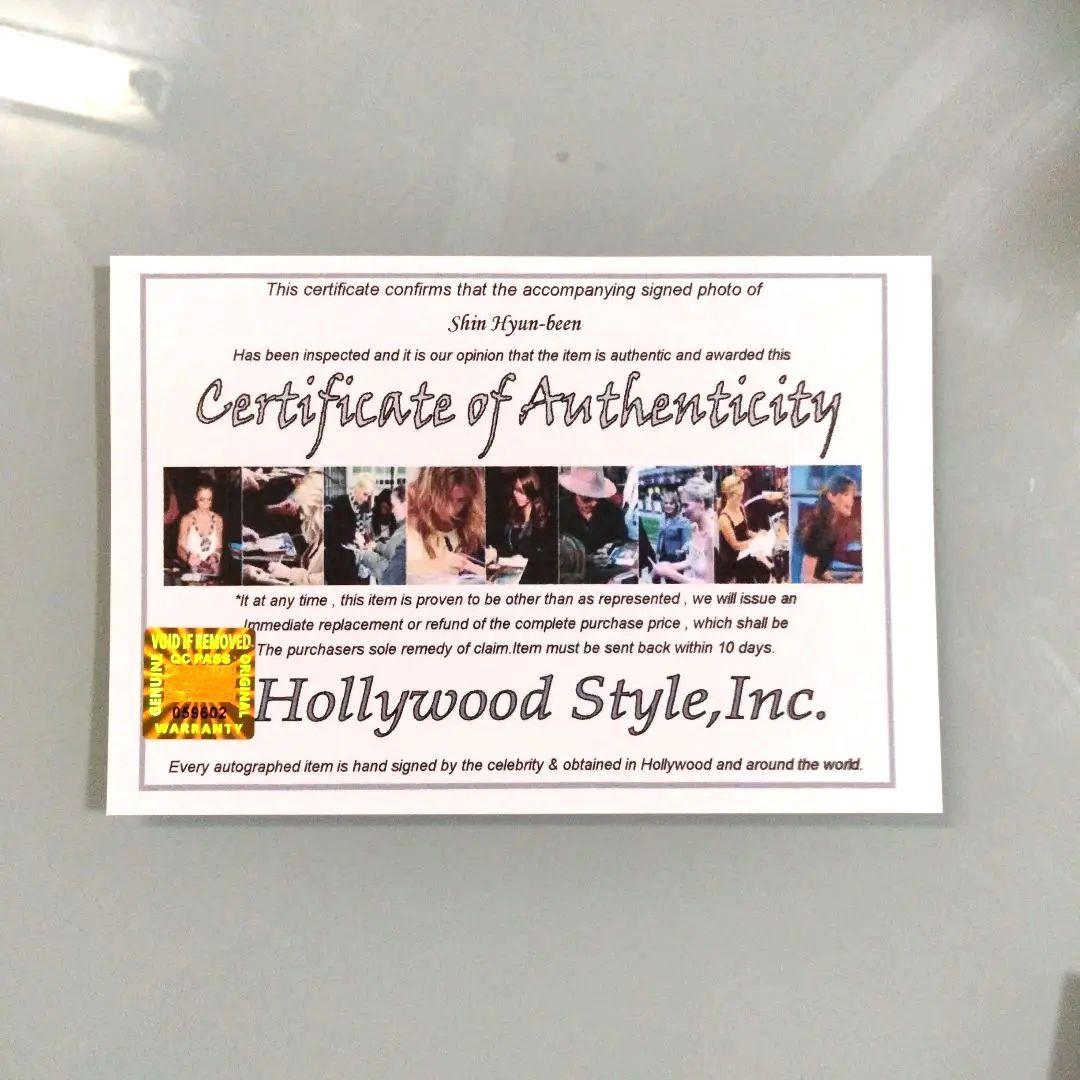 This certificate confirms that the accompanying signed photo of
Shin Hyun-been
Has been inspected and it is our opinion that the item is authentic and awarded this
Certificate of Authenticity
*It at any time , this item is proven to be other than as represented , we will issue an
Immediate replacement or refund of the complete purchase price , which shall be
The purchasers sole remedy of claim.Item must be sent back within 10 days.
VOID IF REMOVED
QC PASS
GENUINE
ORIGINAL
059602
WARRANTY
Hollywood Style,Inc.
Every autographed item is hand signed by the celebrity & obtained in Hollywood and around the world.